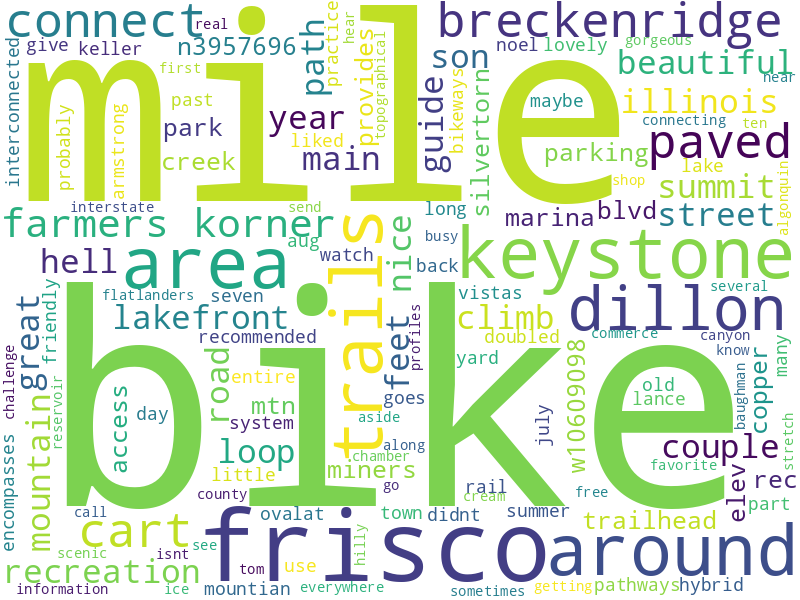 connect
mile
breckenridge
real
hear
gorgeous
give
keller
n3957696
path
practice
noel
lovely
near
interconnected
first
provides
topographical
son
beautiful
probably
armstrong
past
year
guide
bikeways
silvertorn
maybe
illinois
connecting
ten
park
liked
paved
creek
main
parking
lake
shop
algonquin
summit
interstate
send
long
marina
blvd
street
farmers
korner
aug
busy
hell
area
trails
watch
nice
back
keystone
great
friendly
flatlanders
seven
vistas
dillon
several
lakefront
feet
profiles
climb
commerce
canyon
many
challenge
recommended
doubled
know
bike
reservoir
road
yard
baughman
copper
mountain
access
entire
goes
old
lance
mtn
day
system
aside
july
w10609098
stretch
loop
along
couple
encompasses
little
chamber
miners
favorite
elev
rec
county
go
rail
cream
free
part
call
cart
ovalat
town
didnt
summer
trailhead
scenic
isnt
see
frisco
hilly
around
recreation
tom
use
information
ice
mountian
everywhere
sometimes
getting
pathways
hybrid